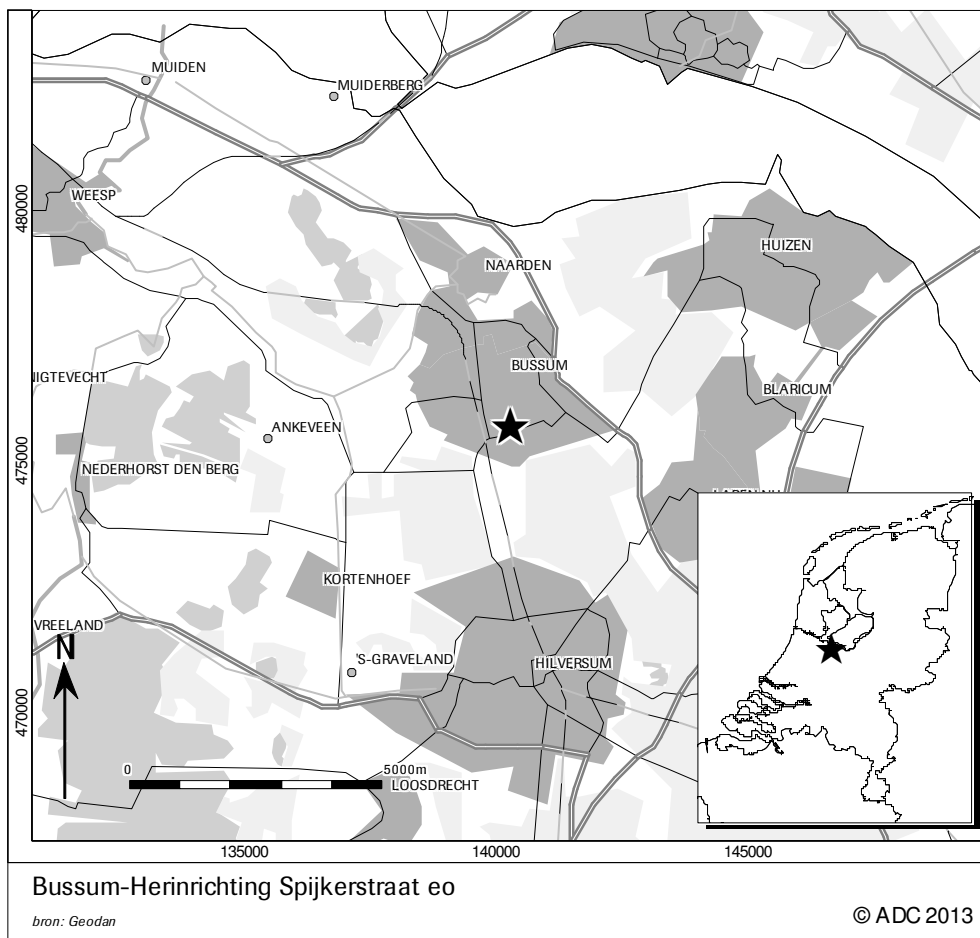 MUIDEN
MUIDERBERG
480000
WEESP
HUIZEN
NAARDEN
BUSSUM
NIGTEVECHT
BLARICUM
475000
ANKEVEEN
NEDERHORST DEN BERG
KORTENHOEF
VREELAND
N
'S-GRAVELAND
HILVERSUM
470000
0
5000m
LOOSDRECHT
135000
140000
145000
Bussum-Herinrichting Spijkerstraat eo
bron: Geodan
© ADC 2013